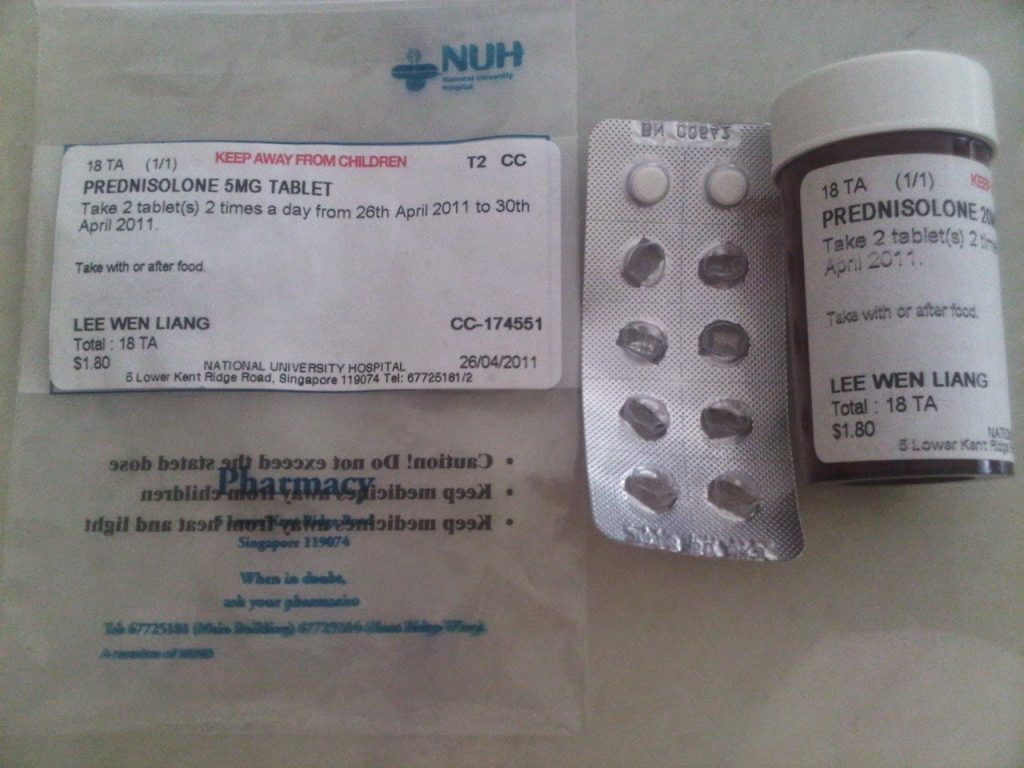 NUH
National University
Hospital
18 TA (1/1) KEEP AWAY FROM CHILDREN T2 CC
PREDNISOLONE 5MG TABLET
Take 2 tablet(s) 2 times a day from 26th April 2011 to 30th
April 2011.
Take with or after food.
LEE WEN LIANG CC-174551
Total : 18 TA
$1.80 NATIONAL UNIVERSITY HOSPITAL 26/04/2011
5 Lower Kent Ridge Road, Singapore 119074 Tel: 67725181/2
• Caution! Do not exceed the stated dose
• Keep medicines away from children
• Keep medicines away from heat and light
Pharmacy
Singapore 119074
When in doubt,
ask your pharmacist
BN 00642
18 TA (1/1)
PREDNISOLONE
Take 2 tablet(s) 2
April 2011.
Take with or after food.
LEE WEN LIANG
Total : 18 TA
$1.80
5 Lower Kent